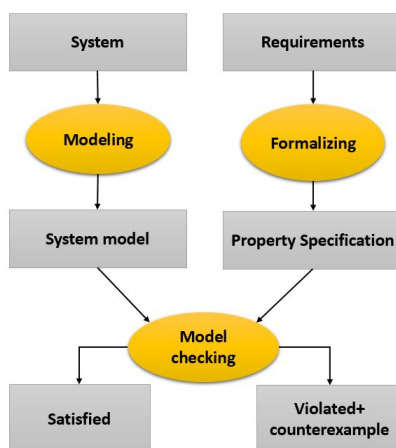 System
Requirements
Modeling
Formalizing
System model
Property Specification
Model
checking
Satisfied
Violated+
counterexample